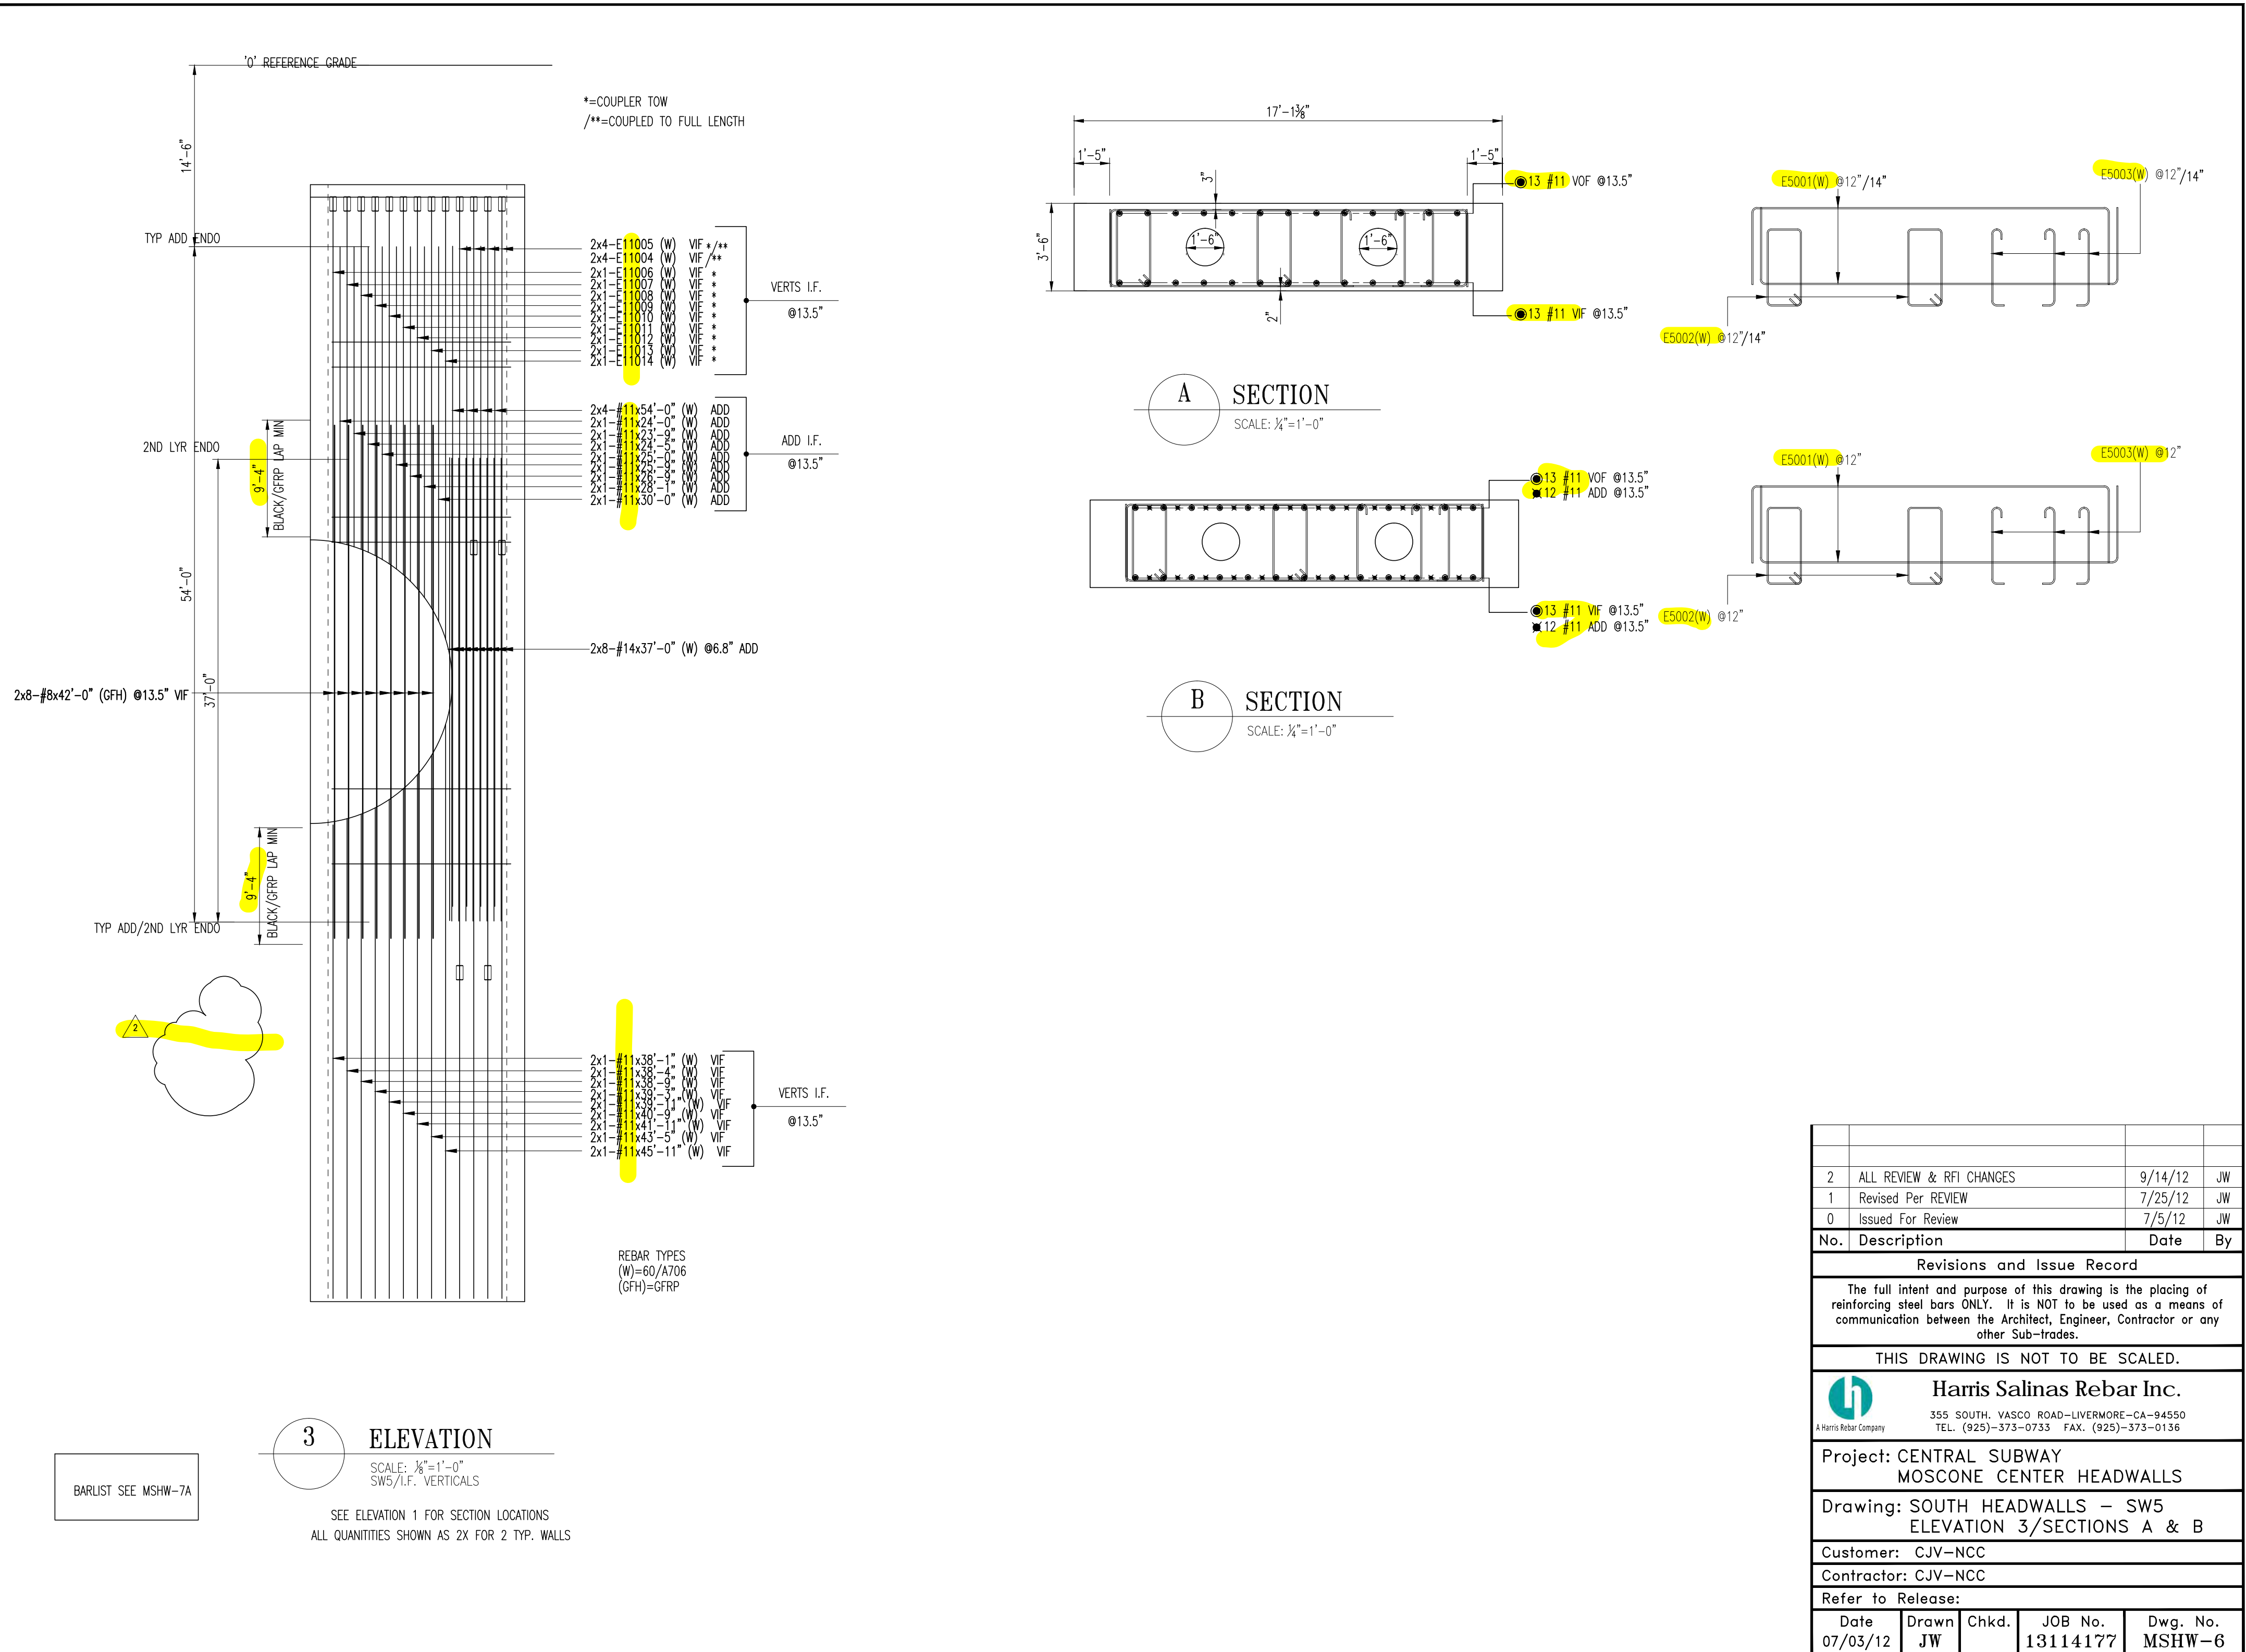 '0' REFERENCE GRADE
*=COUPLER TOW
/**=COUPLED TO FULL LENGTH
14'-6"
TYP ADD ENDO
2x4-E11005 (W) VIF */**
2x4-E11004 (W) VIF /**
2x1-E11006 (W) VIF *
2x1-E11007 (W) VIF *
2x1-E11008 (W) VIF *
2x1-E11009 (W) VIF *
2x1-E11010 (W) VIF *
2x1-E11011 (W) VIF *
2x1-E11012 (W) VIF *
2x1-E11013 (W) VIF *
2x1-E11014 (W) VIF *
VERTS I.F.
@13.5"
2x4-#11x54'-0" (W) ADD
2x1-#11x24'-0" (W) ADD
2x1-#11x23'-9" (W) ADD
2x1-#11x24'-5" (W) ADD
2x1-#11x25'-0" (W) ADD
2x1-#11x25'-9" (W) ADD
2x1-#11x26'-9" (W) ADD
2x1-#11x28'-1" (W) ADD
2x1-#11x30'-0" (W) ADD
ADD I.F.
@13.5"
2ND LYR ENDO
9'-4"
BLACK/GFRP LAP MIN
54'-0"
37'-0"
2x8-#14x37'-0" (W) @6.8" ADD
2x8-#8x42'-0" (GFH) @13.5" VIF
9'-4"
BLACK/GFRP LAP MIN
TYP ADD/2ND LYR ENDO
2
2x1-#11x38'-1" (W) VIF
2x1-#11x38'-4" (W) VIF
2x1-#11x38'-9" (W) VIF
2x1-#11x39'-3" (W) VIF
2x1-#11x39'-11" (W) VIF
2x1-#11x40'-9" (W) VIF
2x1-#11x41'-11" (W) VIF
2x1-#11x43'-5" (W) VIF
2x1-#11x45'-11" (W) VIF
VERTS I.F.
@13.5"
REBAR TYPES
(W)=60/A706
(GFH)=GFRP
3 ELEVATION
SCALE: ⅛"=1'-0"
SW5/I.F. VERTICALS
SEE ELEVATION 1 FOR SECTION LOCATIONS
ALL QUANITITIES SHOWN AS 2X FOR 2 TYP. WALLS
BARLIST SEE MSHW-7A
17'-1⅜"
1'-5"
1'-5"
3"
3'-6"
1'-6"
1'-6"
2"
13 #11 VOF @13.5"
13 #11 VIF @13.5"
E5001(W) @12"/14"
E5003(W) @12"/14"
E5002(W) @12"/14"
A SECTION
SCALE: ¼"=1'-0"
13 #11 VOF @13.5"
12 #11 ADD @13.5"
13 #11 VIF @13.5"
12 #11 ADD @13.5"
E5001(W) @12"
E5003(W) @12"
E5002(W) @12"
B SECTION
SCALE: ¼"=1'-0"
2 ALL REVIEW & RFI CHANGES 9/14/12 JW
1 Revised Per REVIEW 7/25/12 JW
0 Issued For Review 7/5/12 JW
No. Description Date By
Revisions and Issue Record
The full intent and purpose of this drawing is the placing of
reinforcing steel bars ONLY. It is NOT to be used as a means of
communication between the Architect, Engineer, Contractor or any
other Sub-trades.
THIS DRAWING IS NOT TO BE SCALED.
h
A Harris Rebar Company
Harris Salinas Rebar Inc.
355 SOUTH. VASCO ROAD-LIVERMORE-CA-94550
TEL. (925)-373-0733 FAX. (925)-373-0136
Project: CENTRAL SUBWAY
MOSCONE CENTER HEADWALLS
Drawing: SOUTH HEADWALLS - SW5
ELEVATION 3/SECTIONS A & B
Customer: CJV-NCC
Contractor: CJV-NCC
Refer to Release:
Date Drawn Chkd. JOB No. Dwg. No.
07/03/12 JW 13114177 MSHW-6